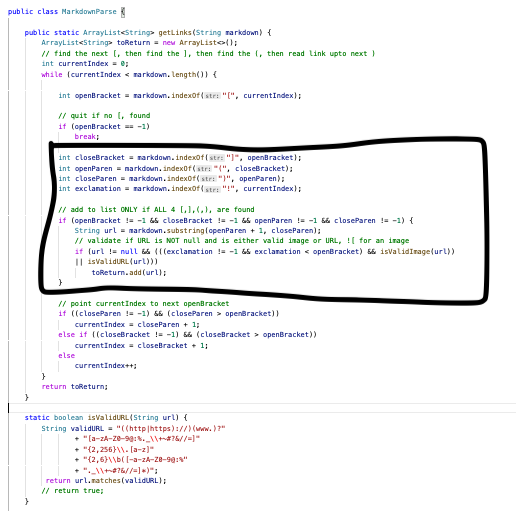 public class MarkdownParse {
public static ArrayList<String> getLinks(String markdown) {
ArrayList<String> toReturn = new ArrayList<>();
// find the next [, then find the ], then find the (, then read link upto next )
int currentIndex = 0;
while (currentIndex < markdown.length()) {
int openBracket = markdown.indexOf(str: "[", currentIndex);
// quit if no [, found
if (openBracket == -1)
break;
int closeBracket = markdown.indexOf(str: "]", openBracket);
int openParen = markdown.indexOf(str: "(", closeBracket);
int closeParen = markdown.indexOf(str: ")", openParen);
int exclamation = markdown.indexOf(str: "!", currentIndex);
// add to list ONLY if ALL 4 [,],(,), are found
if (openBracket != -1 && closeBracket != -1 && openParen != -1 && closeParen != -1) {
String url = markdown.substring(openParen + 1, closeParen);
// validate if URL is NOT null and is either valid image or URL, ![ for an image
if (url != null && (((exclamation != -1 && exclamation < openBracket) && isValidImage(url))
|| isValidURL(url)))
toReturn.add(url);
}
// point currentIndex to next openBracket
if ((closeParen != -1) && (closeParen > openBracket))
currentIndex = closeParen + 1;
else if ((closeBracket != -1) && (closeBracket > openBracket))
currentIndex = closeBracket + 1;
else
currentIndex++;
}
return toReturn;
}
static boolean isValidURL(String url) {
String validURL = "((http|https)://)(www.)?"
+ "[a-zA-Z0-9@:%._\\+~#?&//=]"
+ "{2,256}\\.[a-z]"
+ "{2,6}\\b([-a-zA-Z0-9@:%"
+ "._\\+~#?&//=]*)";
return url.matches(validURL);
// return true;
}